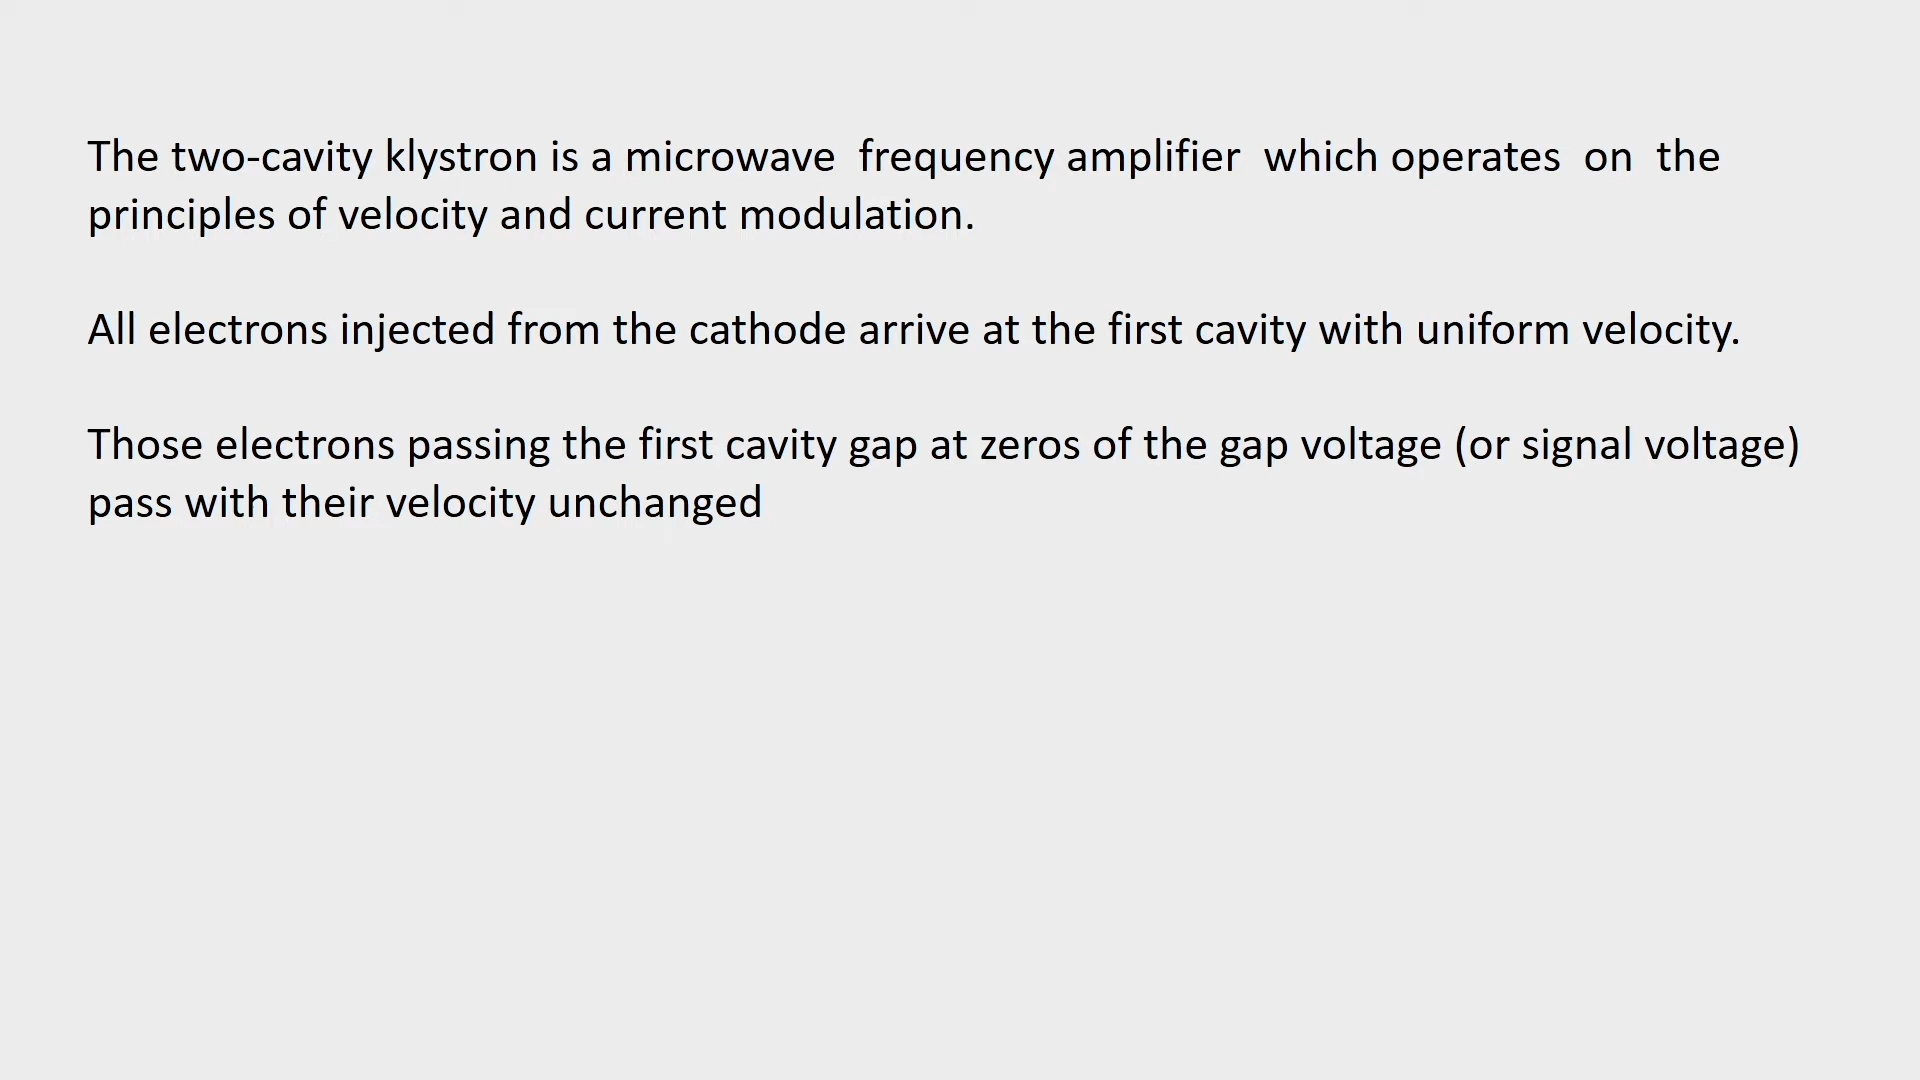 The two-cavity klystron is a microwave  frequency amplifier  which operates  on  the
principles of velocity and current modulation.
All electrons injected from the cathode arrive at the first cavity with uniform velocity.
Those electrons passing the first cavity gap at zeros of the gap voltage (or signal voltage)
pass with their velocity unchanged